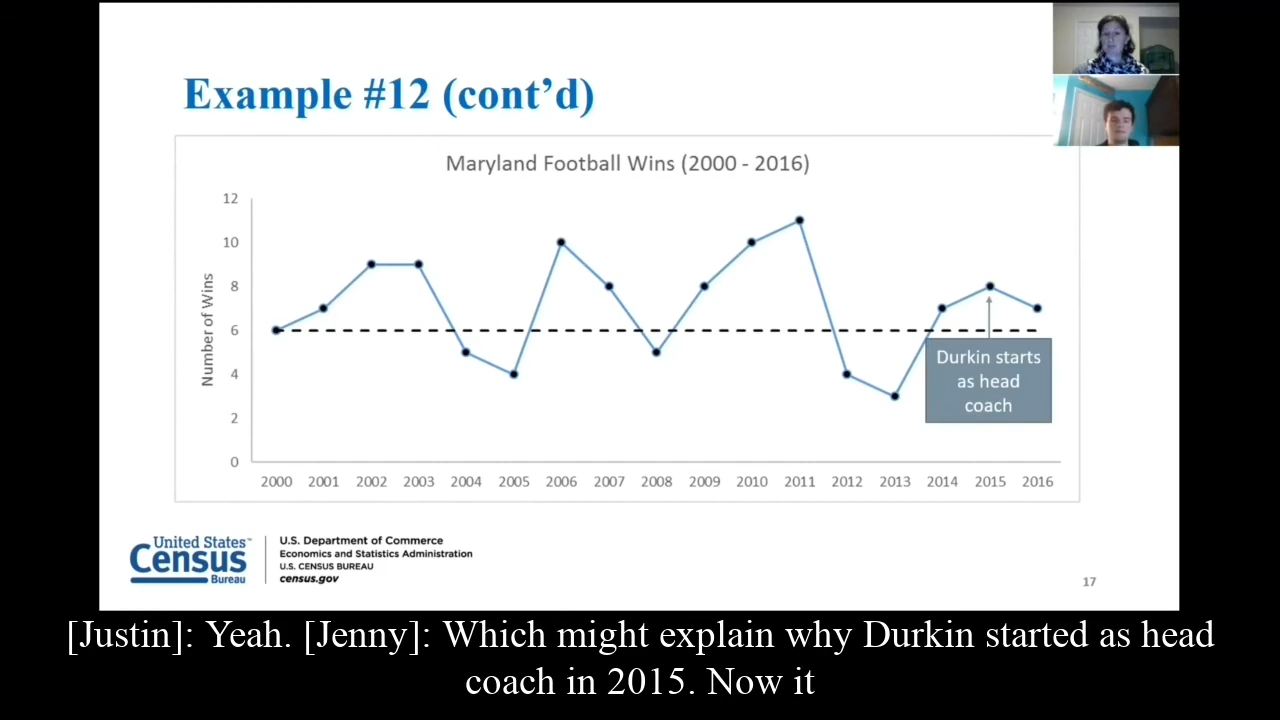 Example #12 (cont’d)
Maryland Football Wins (2000 - 2016)
Number of Wins
12
10
8
6
4
2
0
Durkin starts
as head
coach
2000 2001 2002 2003 2004 2005 2006 2007 2008 2009 2010 2011 2012 2013 2014 2015 2016
United States™
Census
Bureau
U.S. Department of Commerce
Economics and Statistics Administration
U.S. CENSUS BUREAU
census.gov
17
[Justin]: Yeah. [Jenny]: Which might explain why Durkin started as head
coach in 2015. Now it